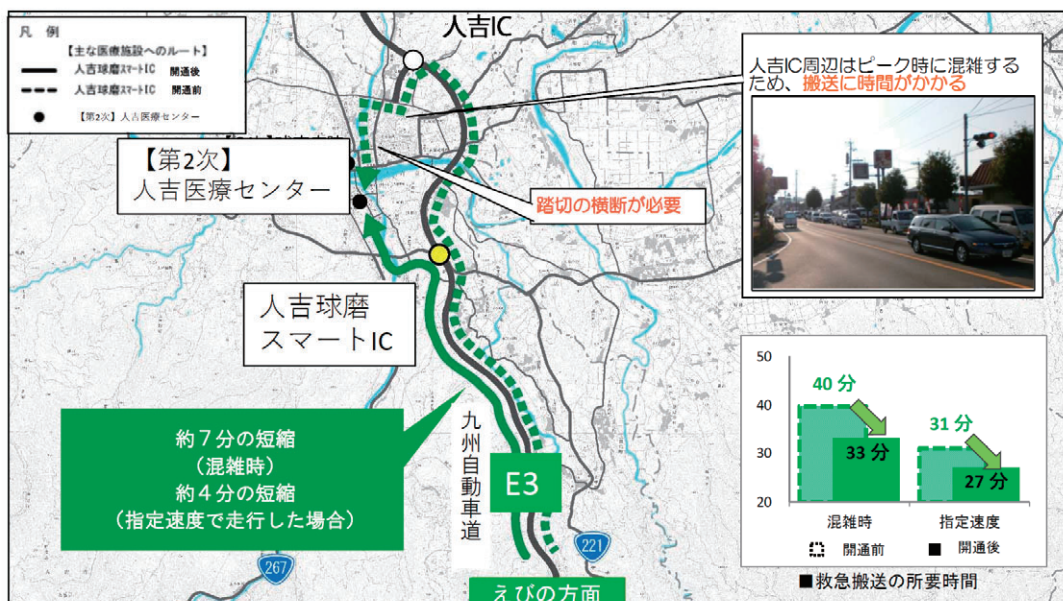 凡 例
【主な医療施設へのルート】
人吉球磨スマートIC 開通後
人吉球磨スマートIC 開通前
【第2次】人吉医療センター
人吉IC
人吉IC周辺はピーク時に混雑する
ため、搬送に時間がかかる
【第2次】
人吉医療センター
踏切の横断が必要
人吉球磨
スマートIC
約7分の短縮
（混雑時）
約4分の短縮
（指定速度で走行した場合）
九州自動車道
E3
267
221
えびの方面
50
40
30
20
40 分
33 分
31 分
27 分
混雑時
指定速度
開通前
開通後
■救急搬送の所要時間